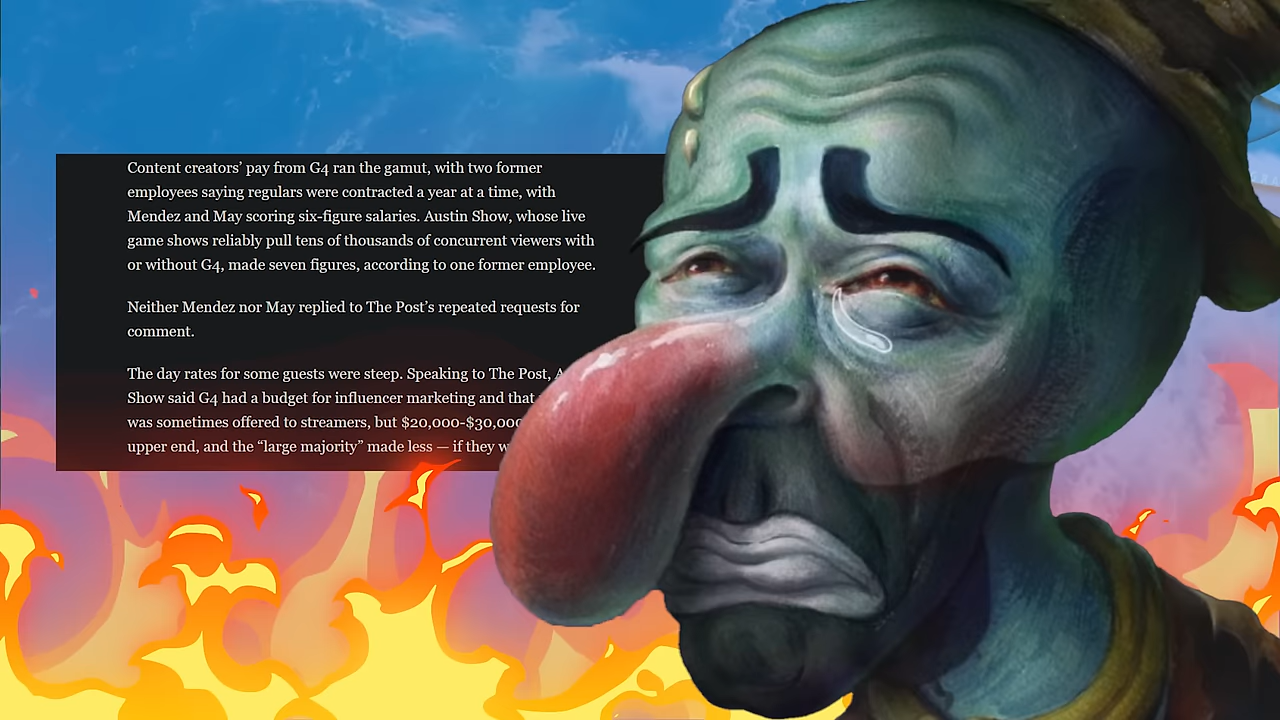 Content creators’ pay from G4 ran the gamut, with two former
employees saying regulars were contracted a year at a time, with
Mendez and May scoring six-figure salaries. Austin Show, whose live
game shows reliably pull tens of thousands of concurrent viewers with
or without G4, made seven figures, according to one former employee.
Neither Mendez nor May replied to The Post’s repeated requests for
comment.
The day rates for some guests were steep. Speaking to The Post,
Show said G4 had a budget for influencer marketing and that
was sometimes offered to streamers, but $20,000-$30,000
upper end, and the “large majority” made less — if they